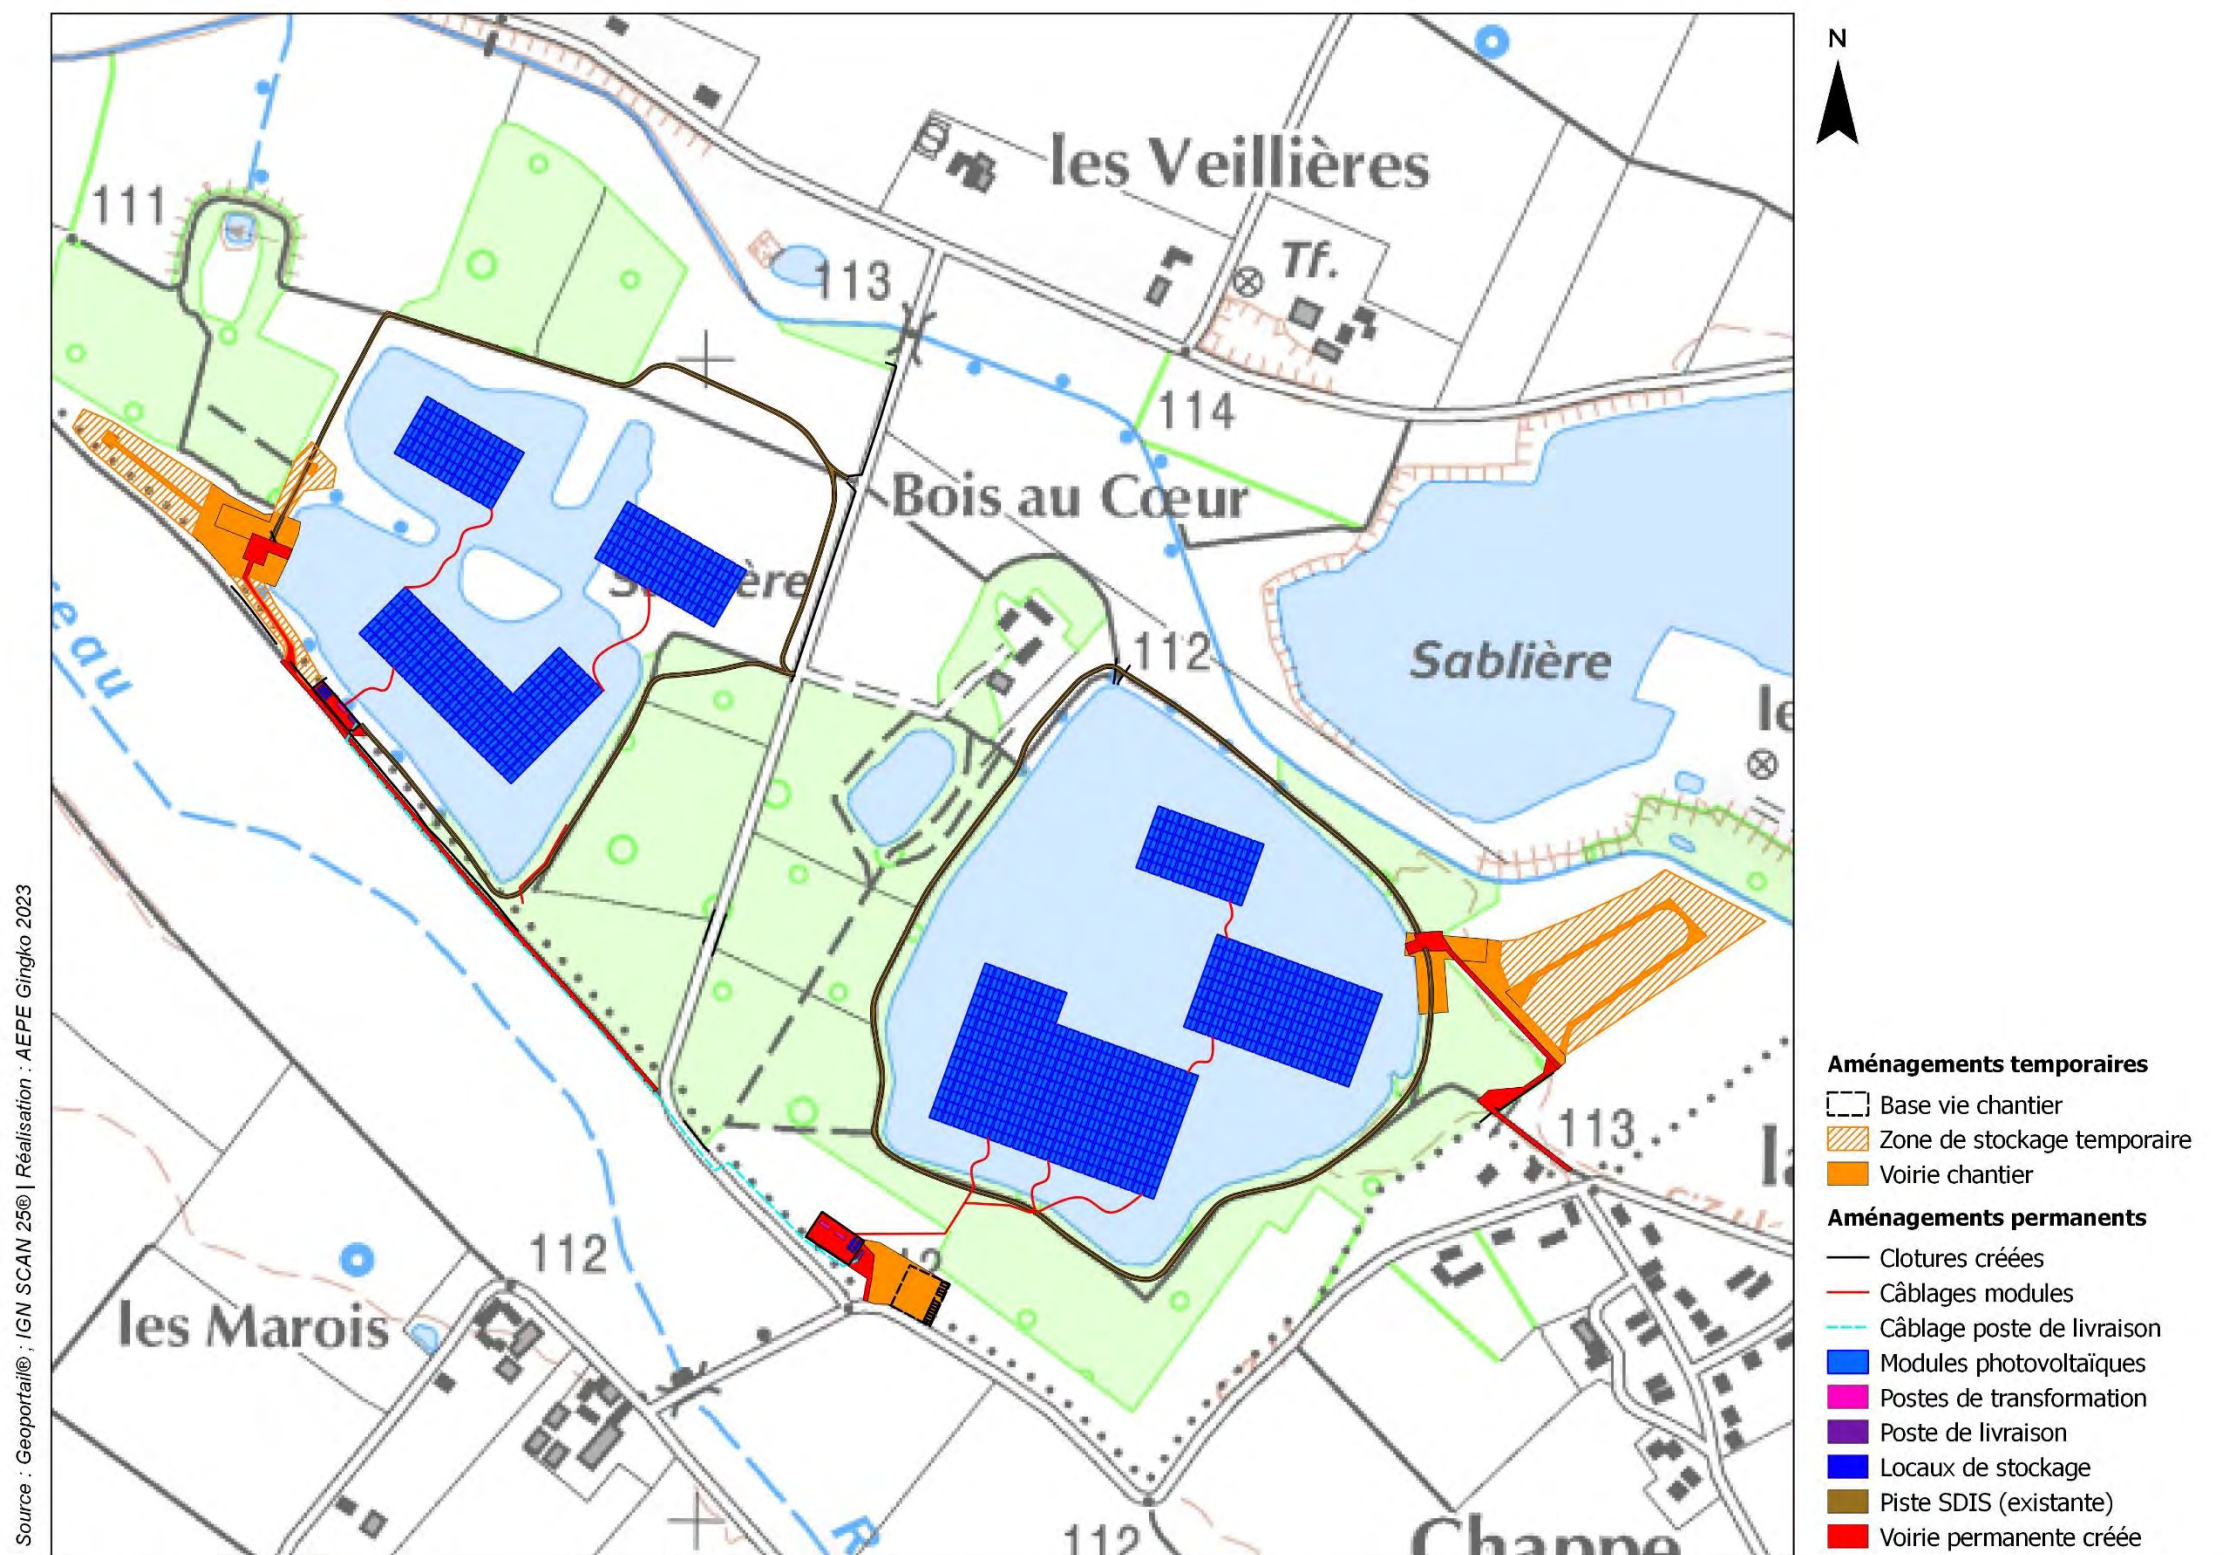 N
les Veillières
111
Tf.
113
114
Bois au Cœur
112
Sablière
le
eau
113
112
les Marois
112
Chappe
Source : Geoportail® ; IGN SCAN 25® | Réalisation : AEPE Gingko 2023
Aménagements temporaires
Base vie chantier
Zone de stockage temporaire
Voirie chantier
Aménagements permanents
Clotures créées
Câblages modules
Câblage poste de livraison
Modules photovoltaïques
Postes de transformation
Poste de livraison
Locaux de stockage
Piste SDIS (existante)
Voirie permanente créée